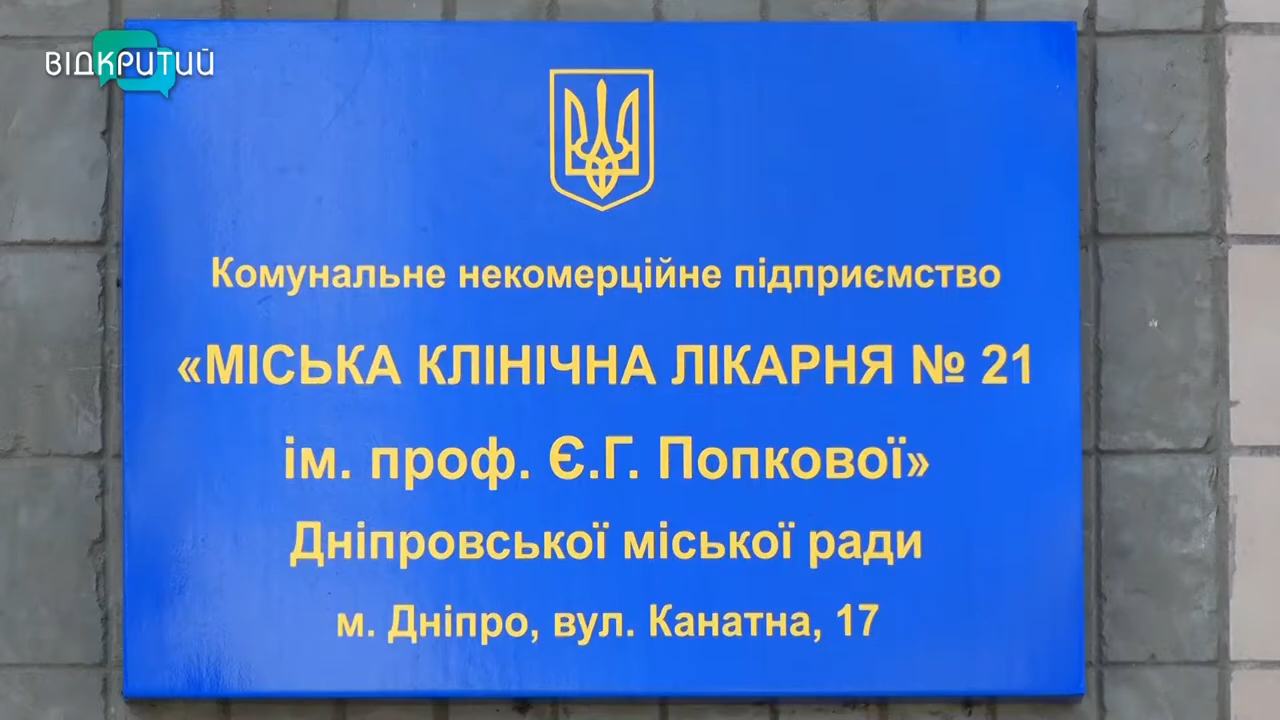 ВІДКРИТИЙ
Комунальне некомерційне підприємство
«МІСЬКА КЛІНІЧНА ЛІКАРНЯ № 21
ім. проф. Є.Г. Попкової»
Дніпровської міської ради
м. Дніпро, вул. Канатна, 17